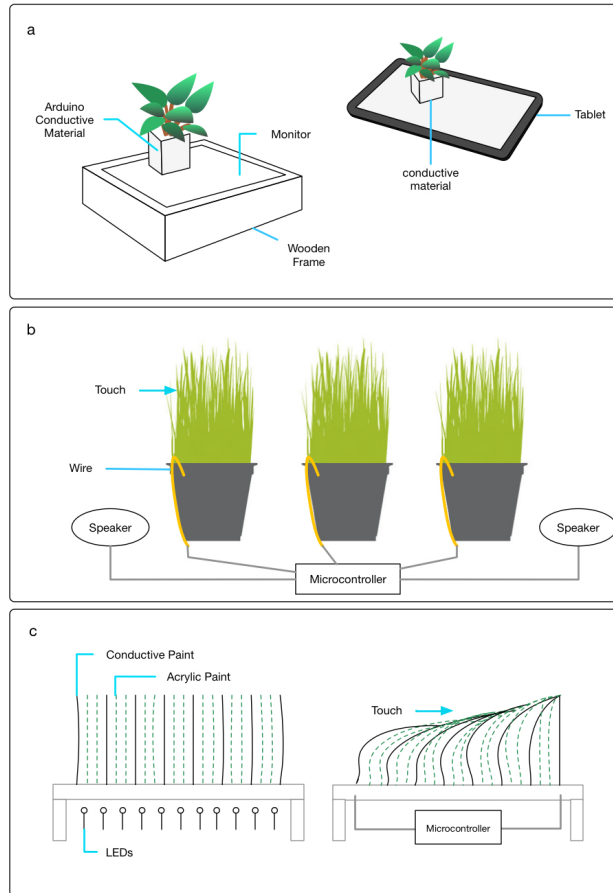 a
Arduino
Conductive
Material
Monitor
Wooden
Frame
Tablet
conductive
material
b
Touch
Wire
Speaker
Speaker
Microcontroller
c
Conductive Paint
Acrylic Paint
Touch
Microcontroller
LEDs